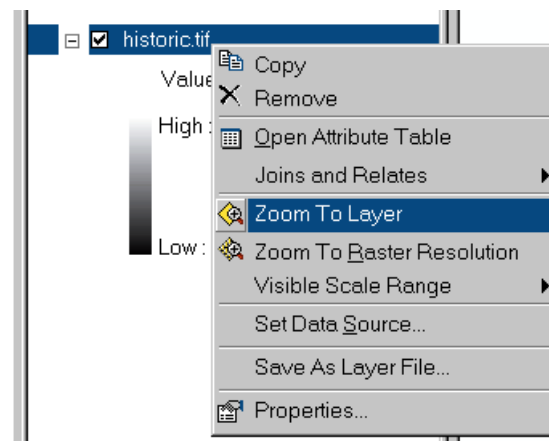 historic.tif
Copy
Value
Remove
High :
Open Attribute Table
Joins and Relates
Zoom To Layer
Low :
Zoom To Raster Resolution
Visible Scale Range
Set Data Source...
Save As Layer File...
Properties...